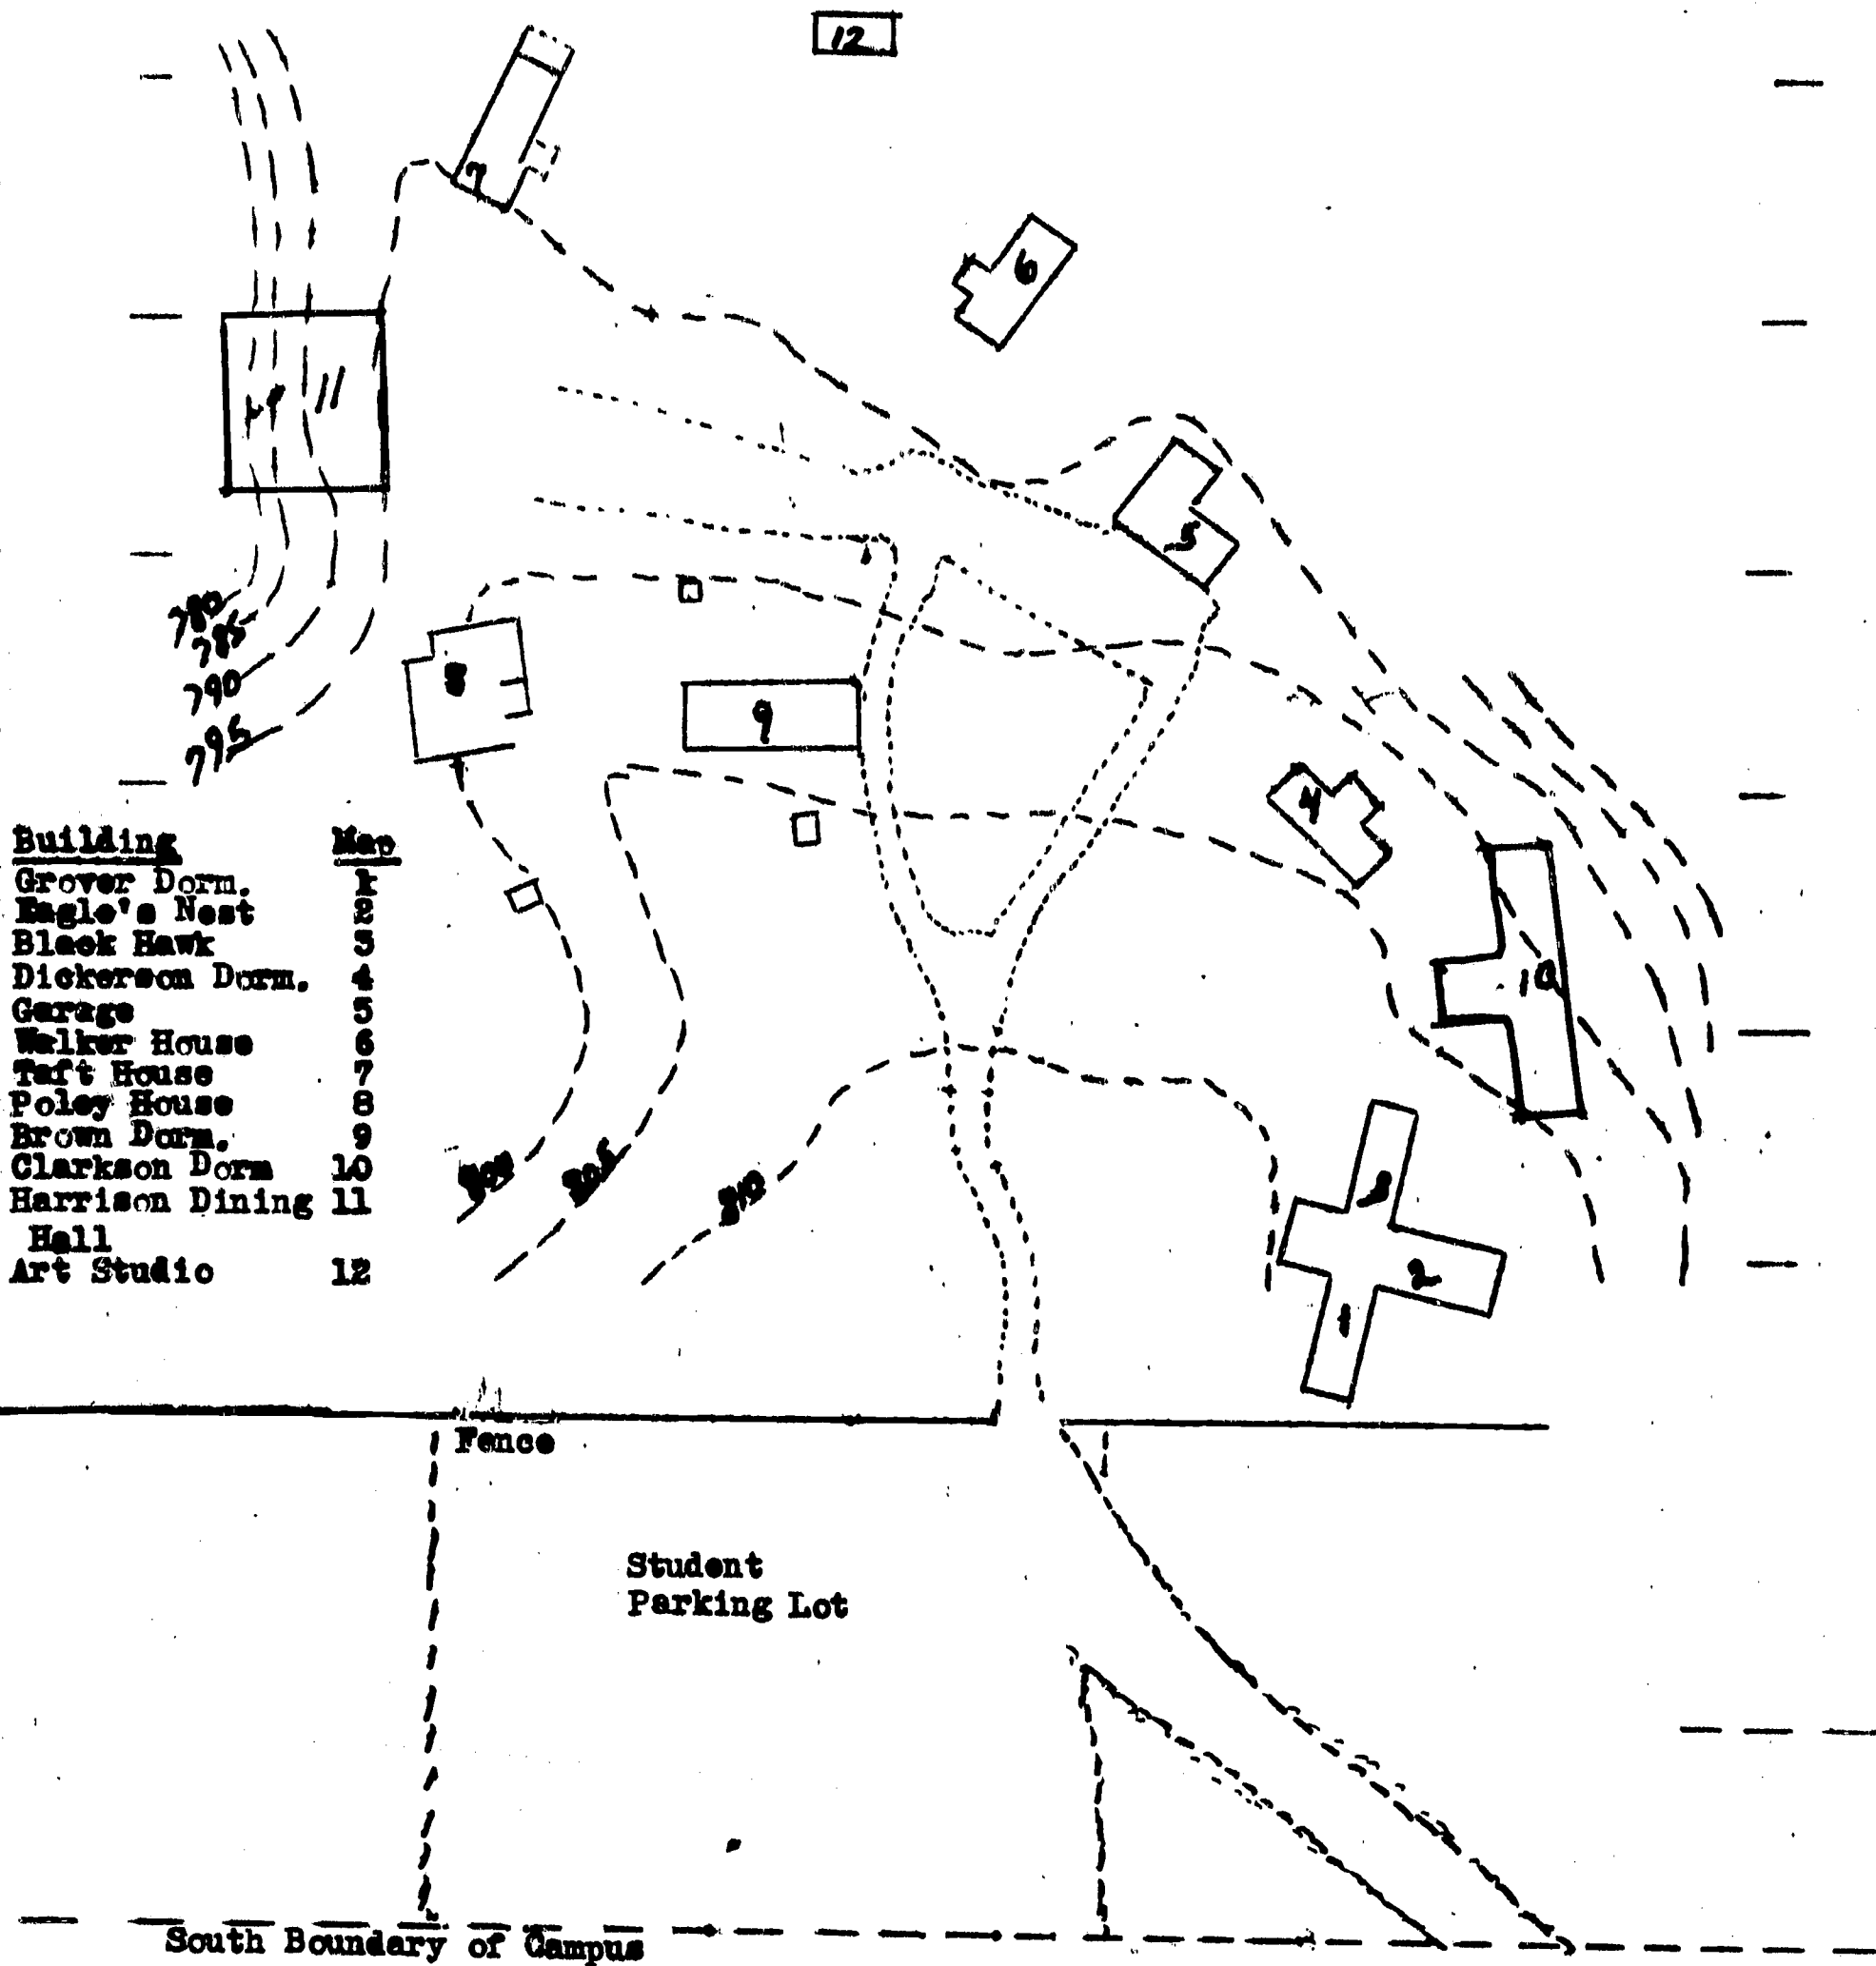 12
7
6
11
5
780
785
790
795
8
9
4
10
Building Map
Grover Dorm. 1
Eagle's Nest 2
Black Hawk 3
Dickerson Dorm. 4
Garage 5
Walker House 6
Taft House 7
Poley House 8
Brown Dorm. 9
Clarkson Dorm 10
Harrison Dining 11
Hall
Art Studio 12
805
810
3
2
1
Fence
Student
Parking Lot
South Boundary of Campus